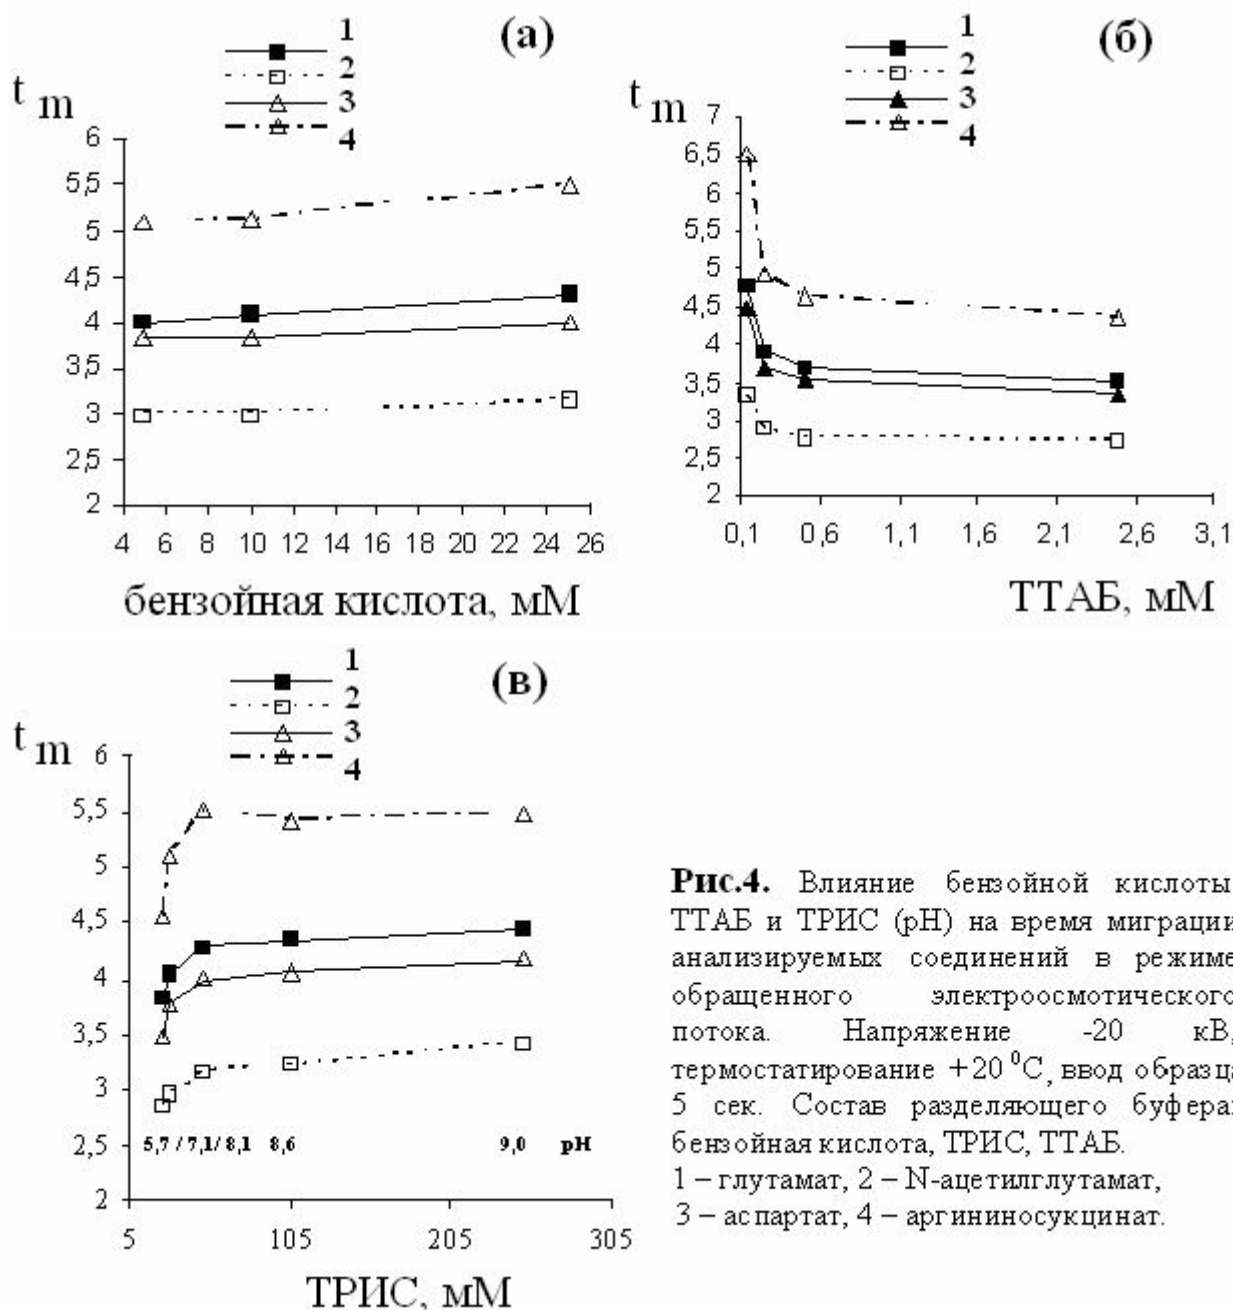 (а)
1
2
3
4
t m
6
5,5
5
4,5
4
3,5
3
2,5
2
4 6 8 10 12 14 16 18 20 22 24 26
бензойная кислота, мМ
(б)
1
2
3
4
t m
7
6,5
6
5,5
5
4,5
4
3,5
3
2,5
2
0,1 0,6 1,1 1,6 2,1 2,6 3,1
ТТАБ, мМ
(в)
1
2
3
4
t m
6
5,5
5
4,5
4
3,5
3
2,5
2
5,7 / 7,1/ 8,1 8,6 9,0 pH
5 105 205 305
ТРИС, мМ
Рис.4. Влияние бензойной кислоты
ТТАБ и ТРИС (рН) на время миграции
анализируемых соединений в режиме
обращенного электроосмотического
потока. Напряжение -20 кВ,
термостатирование +20 ⁰С, ввод образца
5 сек. Состав разделяющего буфера:
бензойная кислота, ТРИС, ТТАБ.
1 – глутамат, 2 – N-ацетилглутамат,
3 – аспартат, 4 – аргининосукцинат.